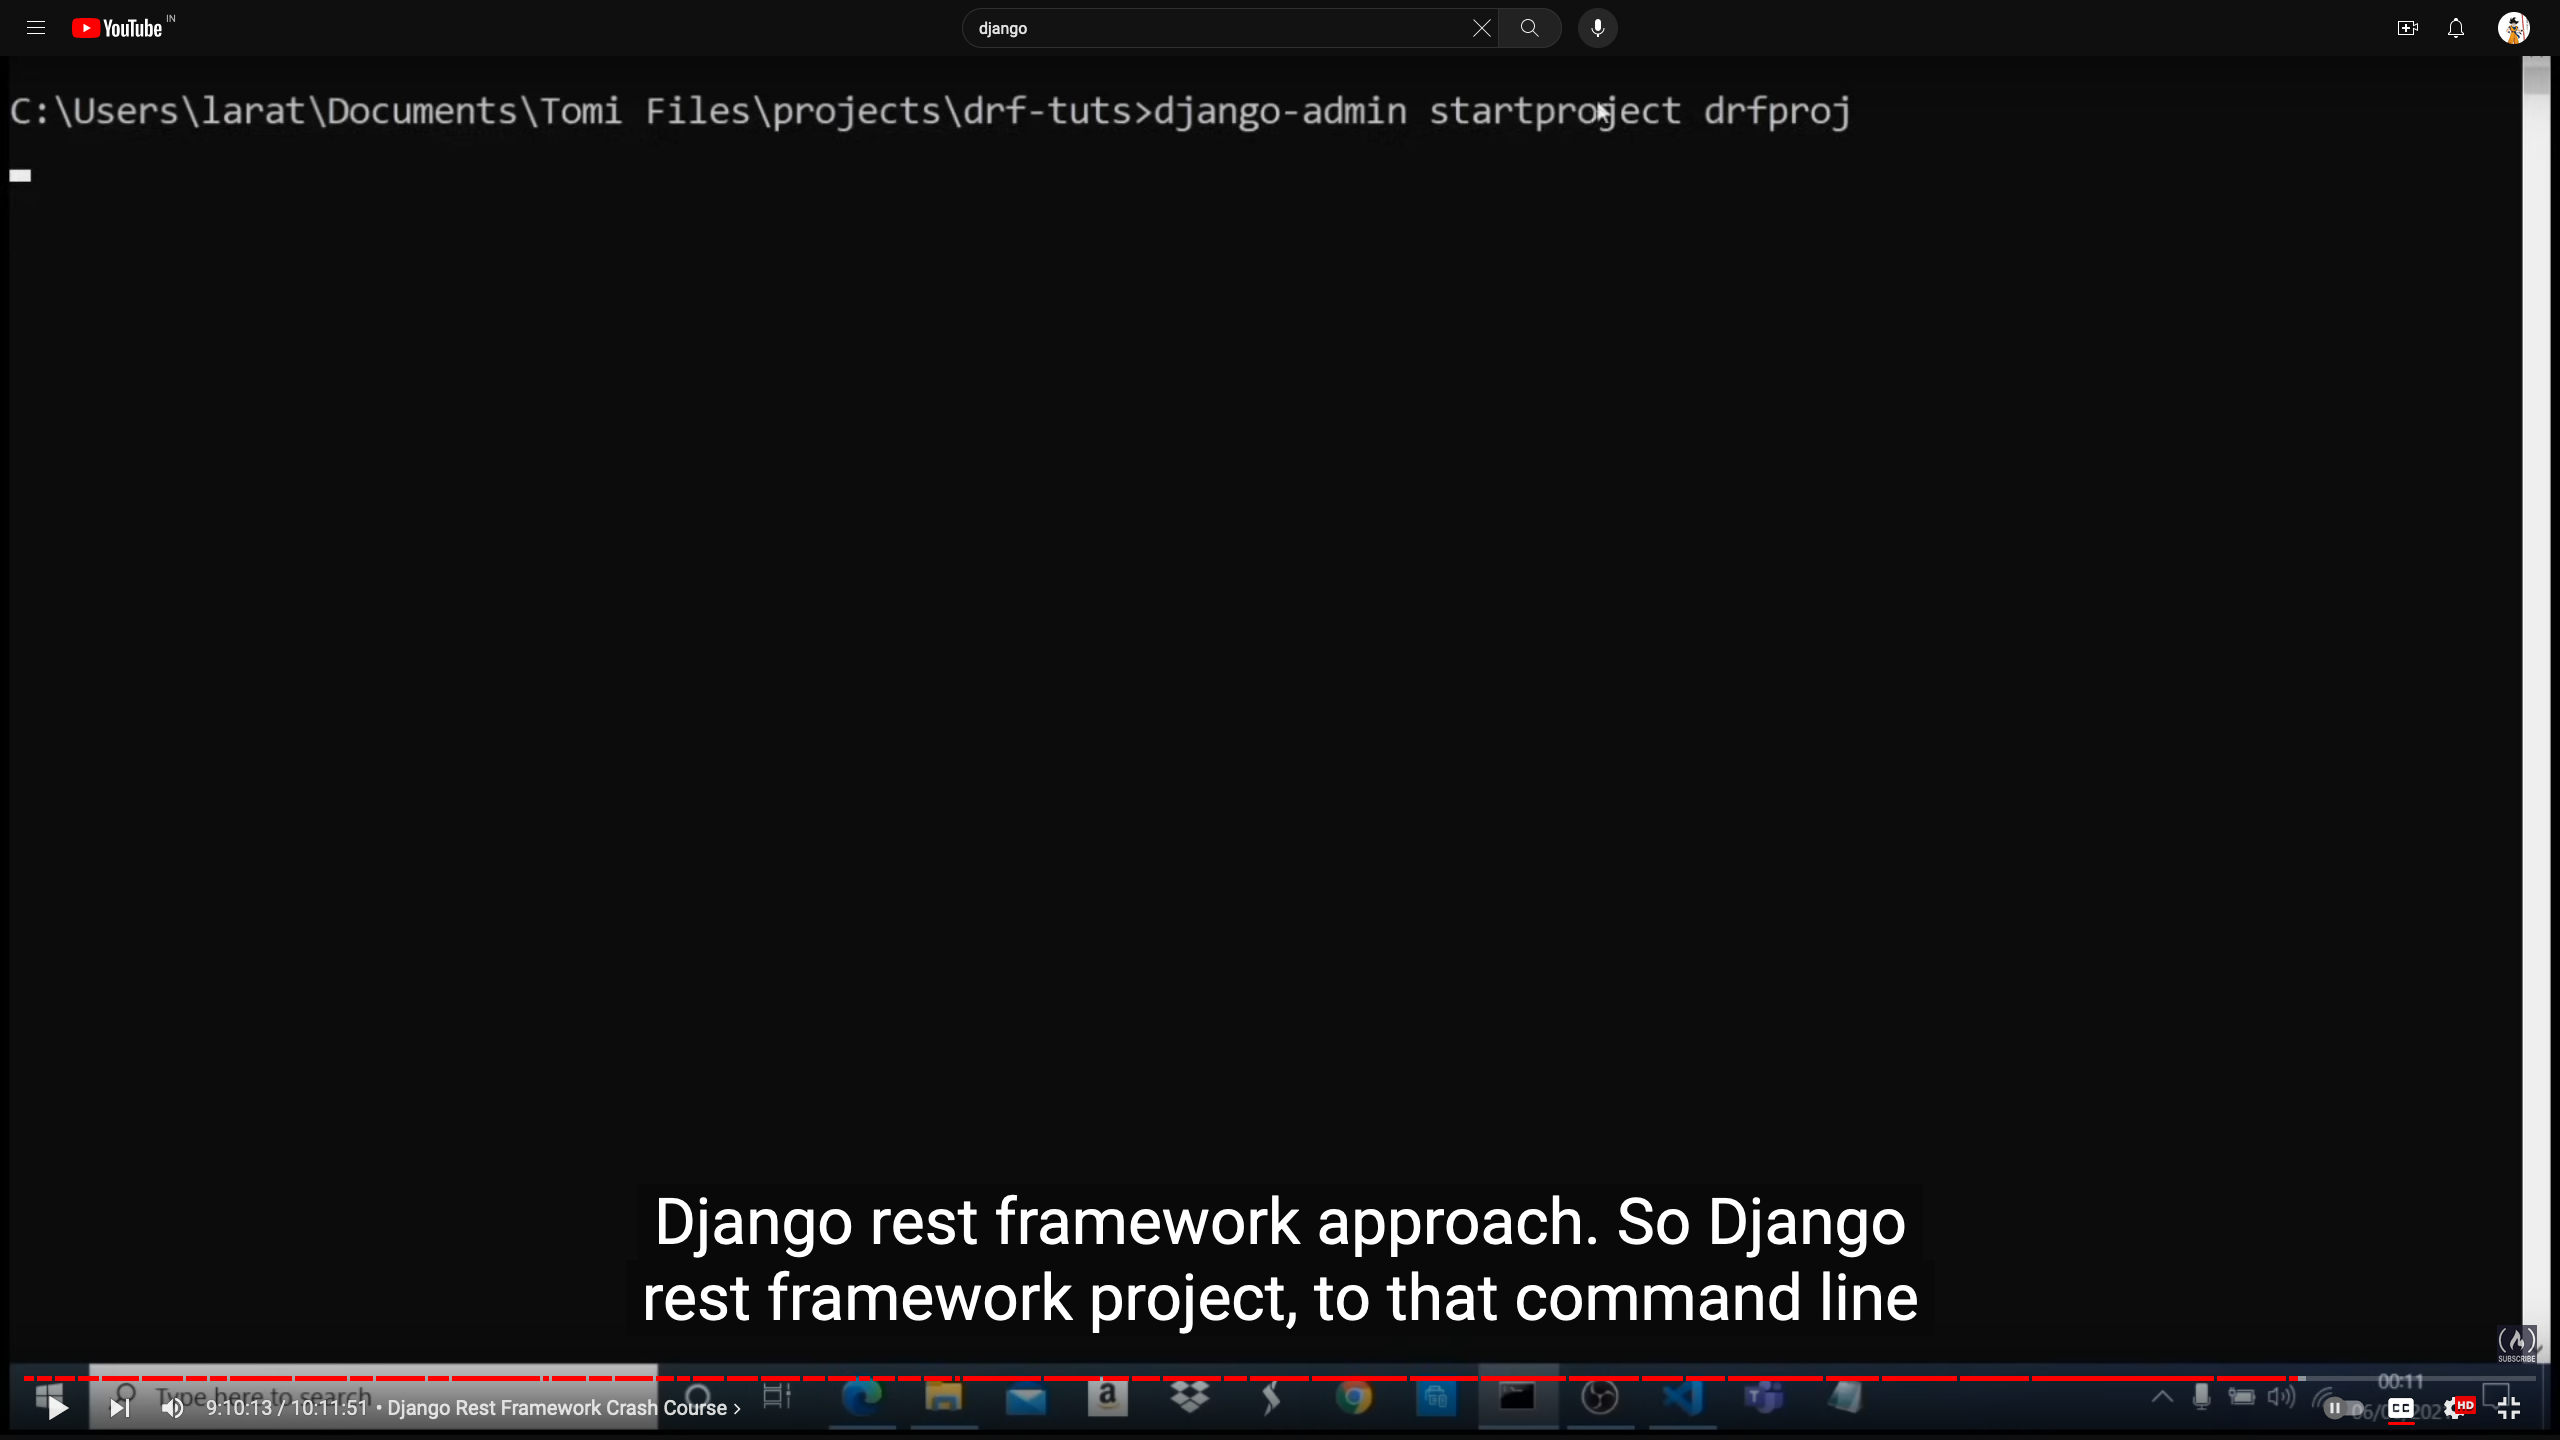 YouTube IN
django
C:\Users\larat\Documents\Tomi Files\projects\drf-tuts>django-admin startproject drfproj
Django rest framework approach. So Django
rest framework project, to that command line
SUBSCRIBE
Type here to search
a
00:11
9:10:13 / 10:11:51 • Django Rest Framework Crash Course >
CC
HD